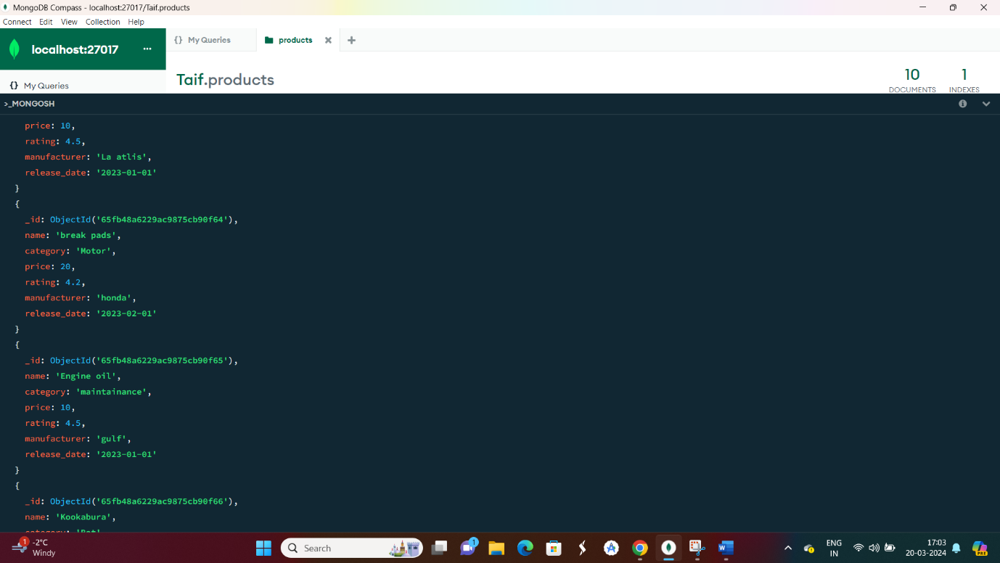 MongoDB Compass - localhost:27017/Taif.products
Connect Edit View Collection Help
localhost:27017 ...
{} My Queries
products
{} My Queries
Taif.products
10
DOCUMENTS
1
INDEXES
>_MONGOSH
price: 10,
rating: 4.5,
manufacturer: 'La atlis',
release_date: '2023-01-01'
}
{
_id: ObjectId('65fb48a6229ac9875cb90f64'),
name: 'break pads',
category: 'Motor',
price: 20,
rating: 4.2,
manufacturer: 'honda',
release_date: '2023-02-01'
}
{
_id: ObjectId('65fb48a6229ac9875cb90f65'),
name: 'Engine oil',
category: 'maintainance',
price: 10,
rating: 4.5,
manufacturer: 'gulf',
release_date: '2023-01-01'
}
{
_id: ObjectId('65fb48a6229ac9875cb90f66'),
name: 'Kookabura',
1
-2°C
Windy
Search
1
W
ENG
IN
17:03
20-03-2024
PRE